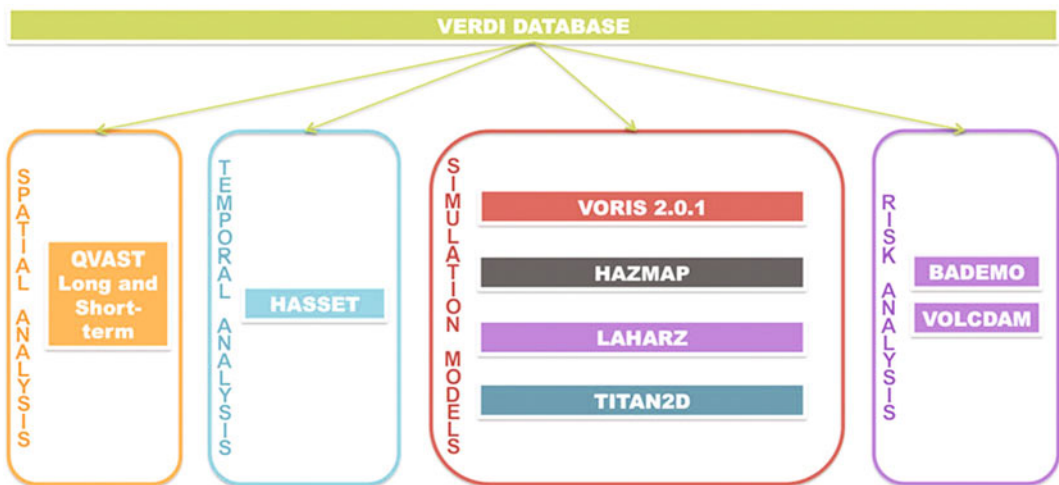 VERDI DATABASE
SPATIAL ANALYSIS
QVAST
Long and
Short-
term
TEMPORAL ANALYSIS
HASSET
SIMULATION MODELS
VORIS 2.0.1
HAZMAP
LAHARZ
TITAN2D
RISK ANALYSIS
BADEMO
VOLCDAM